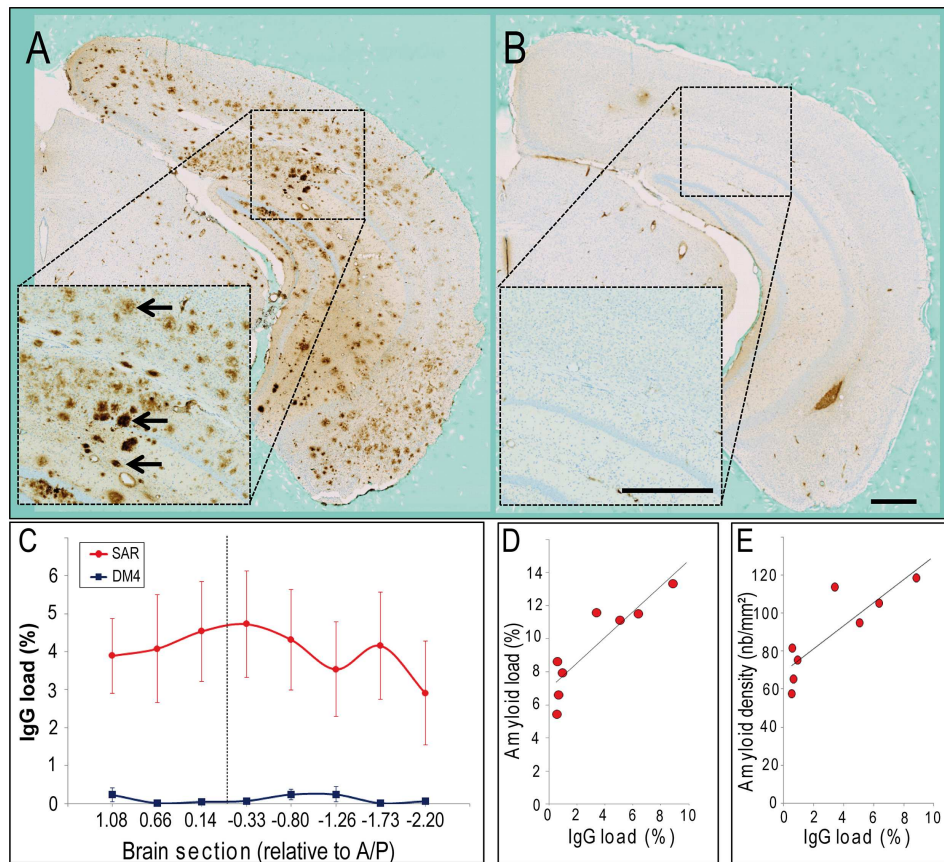 A
B
C
SAR
DM4
IgG load (%)
6
5
4
3
2
1
0
1.08 0.66 0.14 -0.33 -0.80 -1.26 -1.73 -2.20
Brain section (relative to A/P)
D
Amyloid load (%)
14
12
10
8
6
4
2
0
0 2 4 6 8 10
IgG load (%)
E
Amyloid density (nb/mm²)
120
100
80
60
40
20
0
0 2 4 6 8 10
IgG load (%)